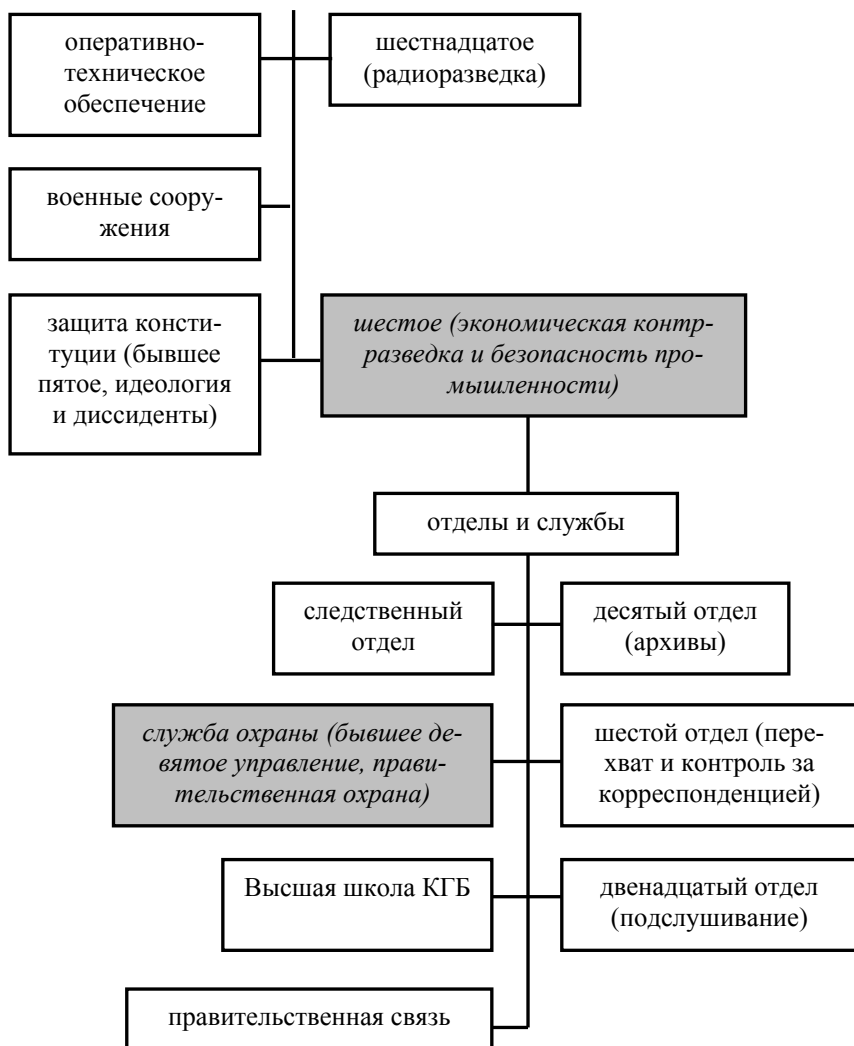 оперативно-
техническое
обеспечение
шестнадцатое
(радиоразведка)
военные соору-
жения
защита консти-
туции (бывшее
пятое, идеология
и диссиденты)
шестое (экономическая контр-
разведка и безопасность про-
мышленности)
отделы и службы
следственный
отдел
десятый отдел
(архивы)
служба охраны (бывшее де-
вятое управление, прави-
тельственная охрана)
шестой отдел (пере-
хват и контроль за
корреспонденцией)
Высшая школа КГБ
двенадцатый отдел
(подслушивание)
правительственная связь